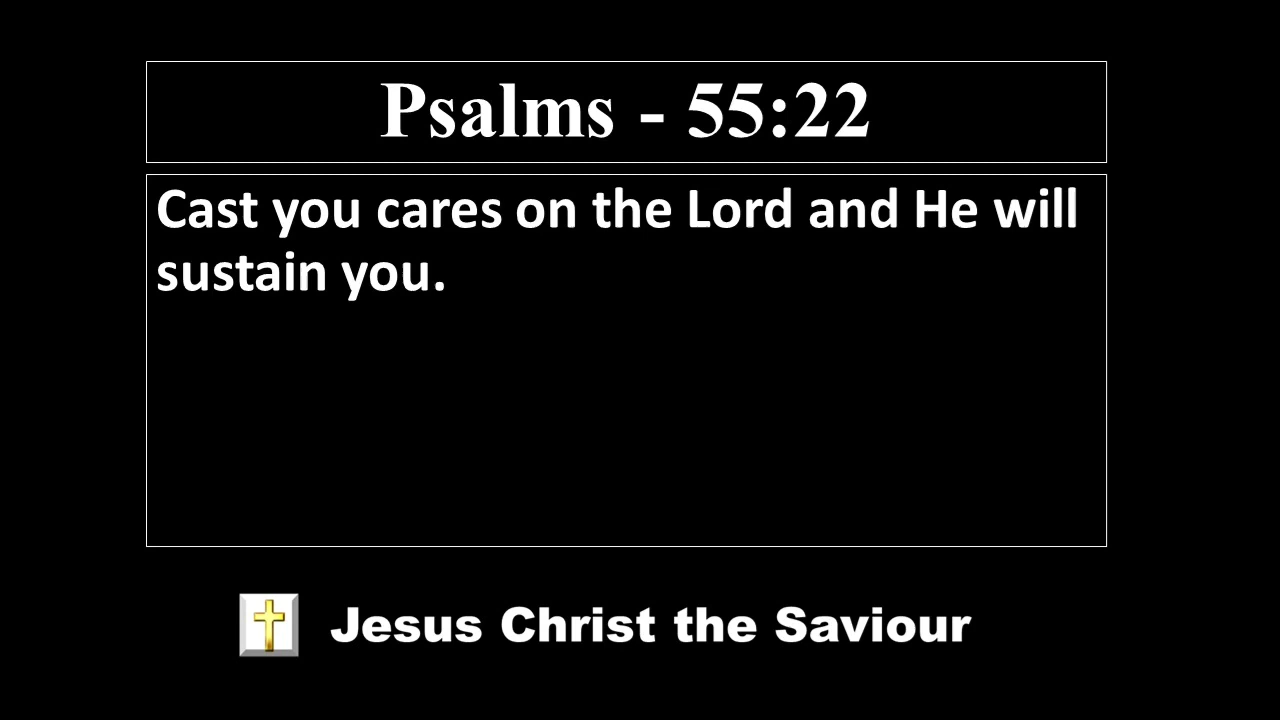 Psalms - 55:22
Cast you cares on the Lord and He will
sustain you.
Jesus Christ the Saviour